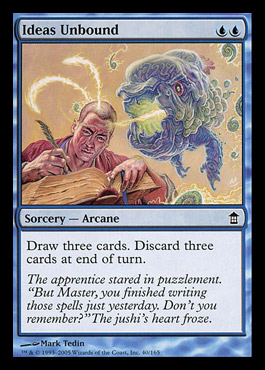 Ideas Unbound
Sorcery — Arcane
Draw three cards. Discard three
cards at end of turn.
The apprentice stared in puzzlement.
“But Master, you finished writing
those spells just yesterday. Don’t you
remember?” The jushi’s heart froze.
Mark Tedin
™ & © 1993–2005 Wizards of the Coast, Inc. 40/165